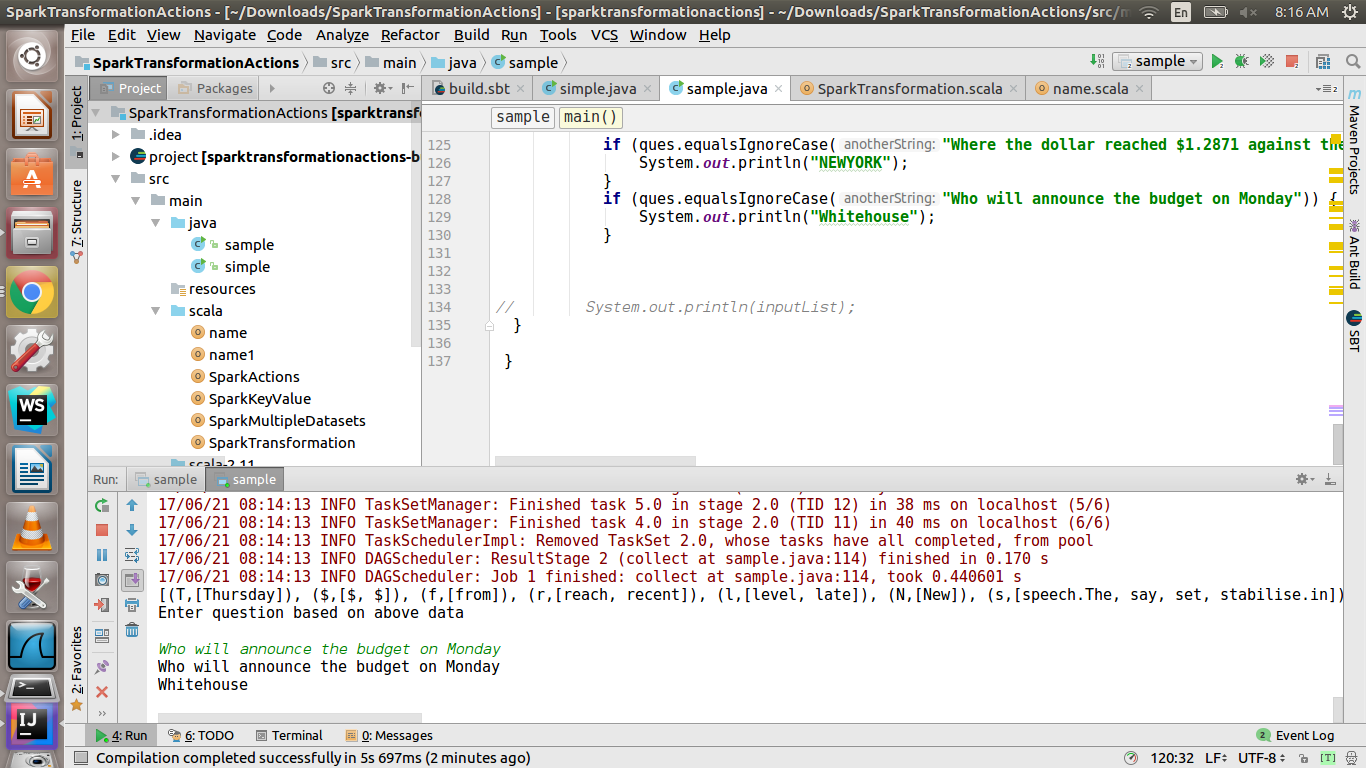 SparkTransformationActions - [~/Downloads/SparkTransformationActions] - [sparktransformationactions] - ~/Downloads/SparkTransformationActions/src/m
En
8:16 AM
File Edit View Navigate Code Analyze Refactor Build Run Tools VCS Window Help
SparkTransformationActions src main java sample
sample
Project Packages
build.sbt simple.java sample.java SparkTransformation.scala name.scala
1: Project
7: Structure
2: Favorites
SparkTransformationActions [sparktransf
.idea
project [sparktransformationactions-b
src
main
java
sample
simple
resources
scala
name
name1
SparkActions
SparkKeyValue
SparkMultipleDatasets
SparkTransformation
scala-2.11
sample main()
125 if (ques.equalsIgnoreCase( anotherString: "Where the dollar reached $1.2871 against the
126 System.out.println("NEWYORK");
127 }
128 if (ques.equalsIgnoreCase( anotherString: "Who will announce the budget on Monday")) {
129 System.out.println("Whitehouse");
130 }
131
132
133
134 // System.out.println(inputList);
135 }
136
137 }
Maven Projects
Ant Build
SBT
Run: sample sample
17/06/21 08:14:13 INFO TaskSetManager: Finished task 5.0 in stage 2.0 (TID 12) in 38 ms on localhost (5/6)
17/06/21 08:14:13 INFO TaskSetManager: Finished task 4.0 in stage 2.0 (TID 11) in 40 ms on localhost (6/6)
17/06/21 08:14:13 INFO TaskSchedulerImpl: Removed TaskSet 2.0, whose tasks have all completed, from pool
17/06/21 08:14:13 INFO DAGScheduler: ResultStage 2 (collect at sample.java:114) finished in 0.170 s
17/06/21 08:14:13 INFO DAGScheduler: Job 1 finished: collect at sample.java:114, took 0.440601 s
[(T,[Thursday]), ($,[$, $]), (f,[from]), (r,[reach, recent]), (l,[level, late]), (N,[New]), (s,[speech.The, say, set, stabilise.in])
Enter question based on above data
Who will announce the budget on Monday
Who will announce the budget on Monday
Whitehouse
4: Run 6: TODO Terminal 0: Messages
2 Event Log
Compilation completed successfully in 5s 697ms (2 minutes ago)
120:32 LF UTF-8 [T]